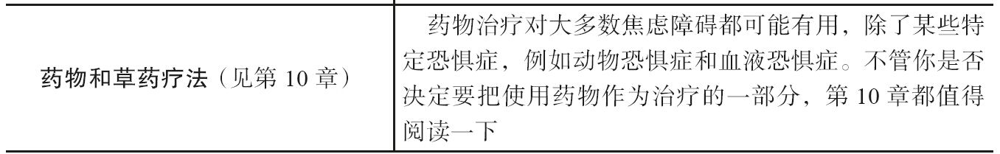 药物和草药疗法（见第 10 章）
药物治疗对大多数焦虑障碍都可能有用，除了某些特
定恐惧症，例如动物恐惧症和血液恐惧症。不管你是否
决定要把使用药物作为治疗的一部分，第 10 章都值得
阅读一下